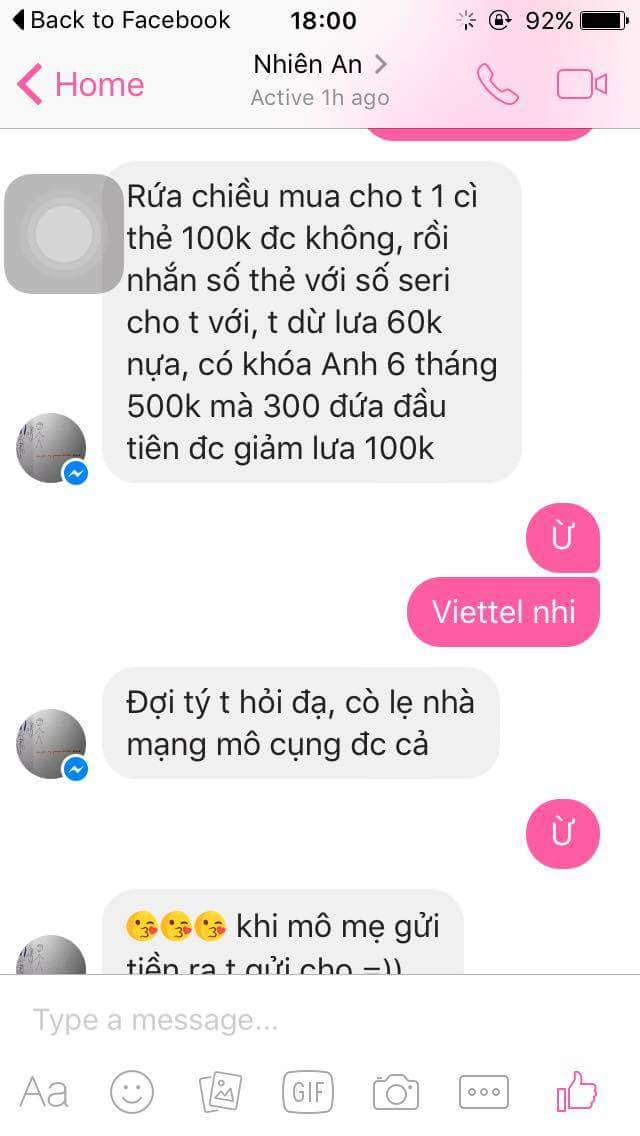 Back to Facebook 18:00 92%
Home
Nhiên An
Active 1h ago
Rứa chiều mua cho t 1 cì
thẻ 100k đc không, rồi
nhắn số thẻ với số seri
cho t với, t dừ lưa 60k
nựa, có khóa Anh 6 tháng
500k mà 300 đứa đầu
tiên đc giảm lưa 100k
Ừ
Viettel nhi
Đợi tý t hỏi đạ, cò lẹ nhà
mạng mô cụng đc cả
Ừ
😘😘😘 khi mô mẹ gửi
tiền ra t gửi cho =))
Type a message...
Aa
GIF